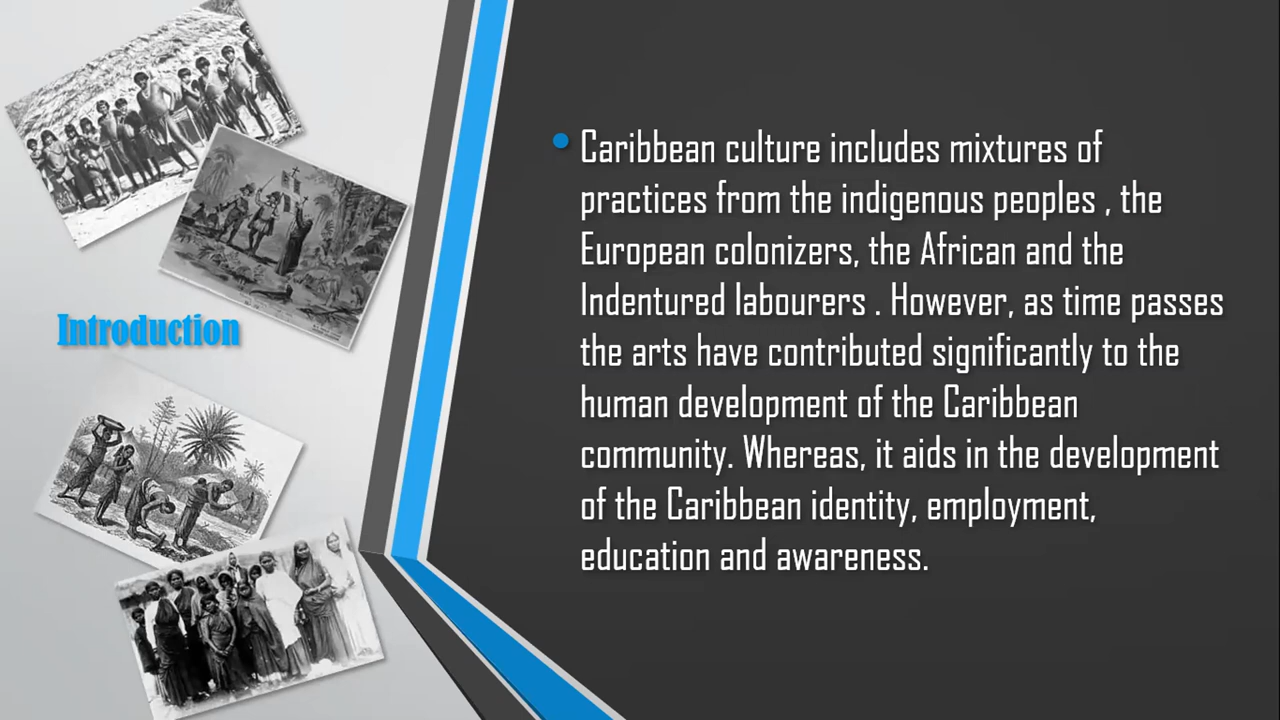 Introduction
Caribbean culture includes mixtures of
practices from the indigenous peoples , the
European colonizers, the African and the
Indentured labourers . However, as time passes
the arts have contributed significantly to the
human development of the Caribbean
community. Whereas, it aids in the development
of the Caribbean identity, employment,
education and awareness.